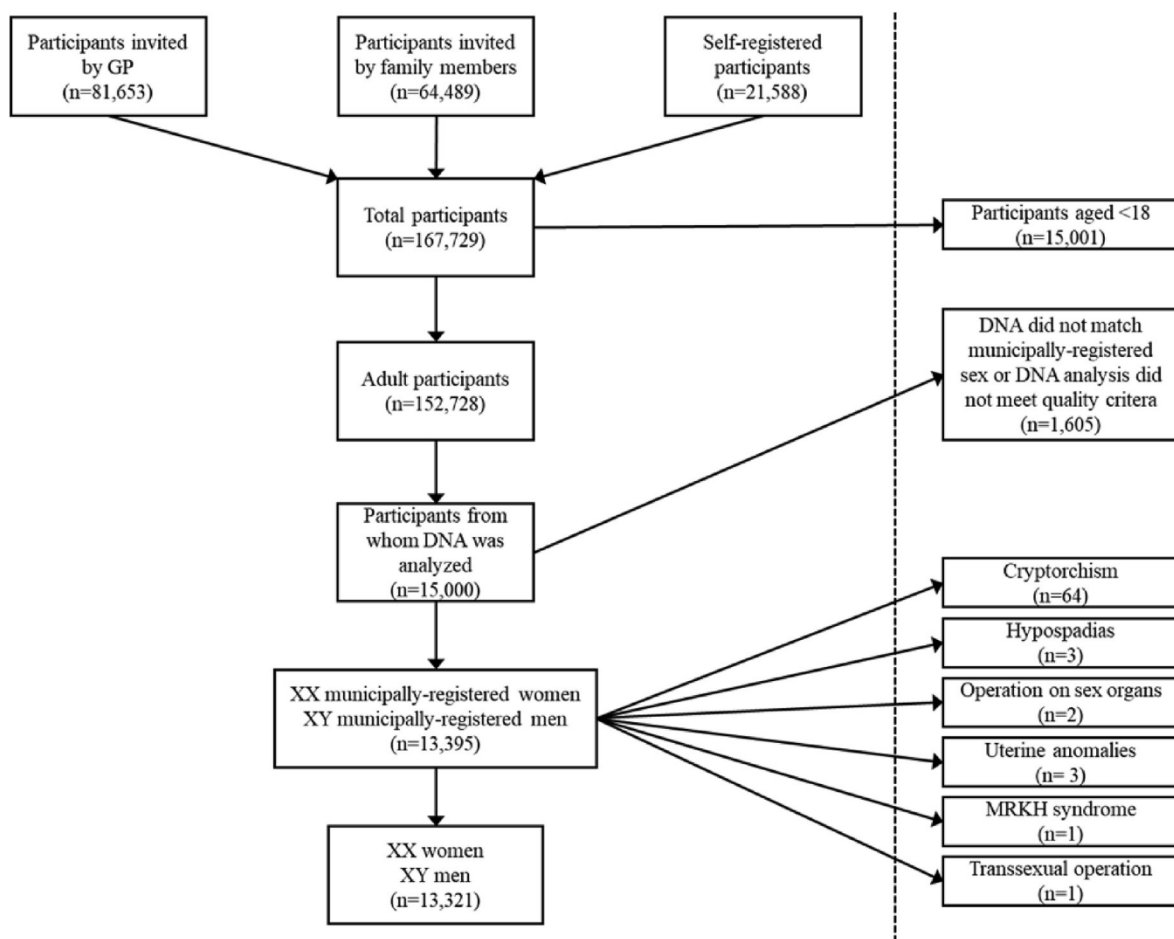 Participants invited
by GP
(n=81,653)
Participants invited
by family members
(n=64,489)
Self-registered
participants
(n=21,588)
Total participants
(n=167,729)
Participants aged <18
(n=15,001)
Adult participants
(n=152,728)
DNA did not match
municipally-registered
sex or DNA analysis did
not meet quality critera
(n=1,605)
Participants from
whom DNA was
analyzed
(n=15,000)
XX municipally-registered women
XY municipally-registered men
(n=13,395)
Cryptorchism
(n=64)
Hypospadias
(n=3)
Operation on sex organs
(n=2)
Uterine anomalies
(n= 3)
MRKH syndrome
(n=1)
Transsexual operation
(n=1)
XX women
XY men
(n=13,321)